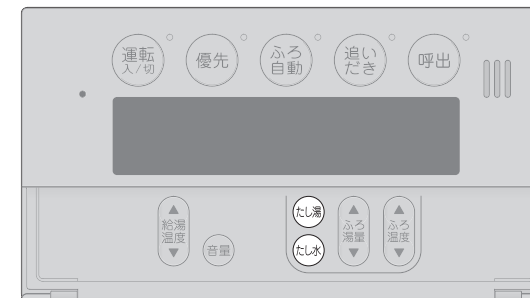 運転
入/切
優先
ふろ
自動
追い
だき
呼出
給湯
温度
音量
たし湯
たし水
ふろ
湯量
ふろ
温度